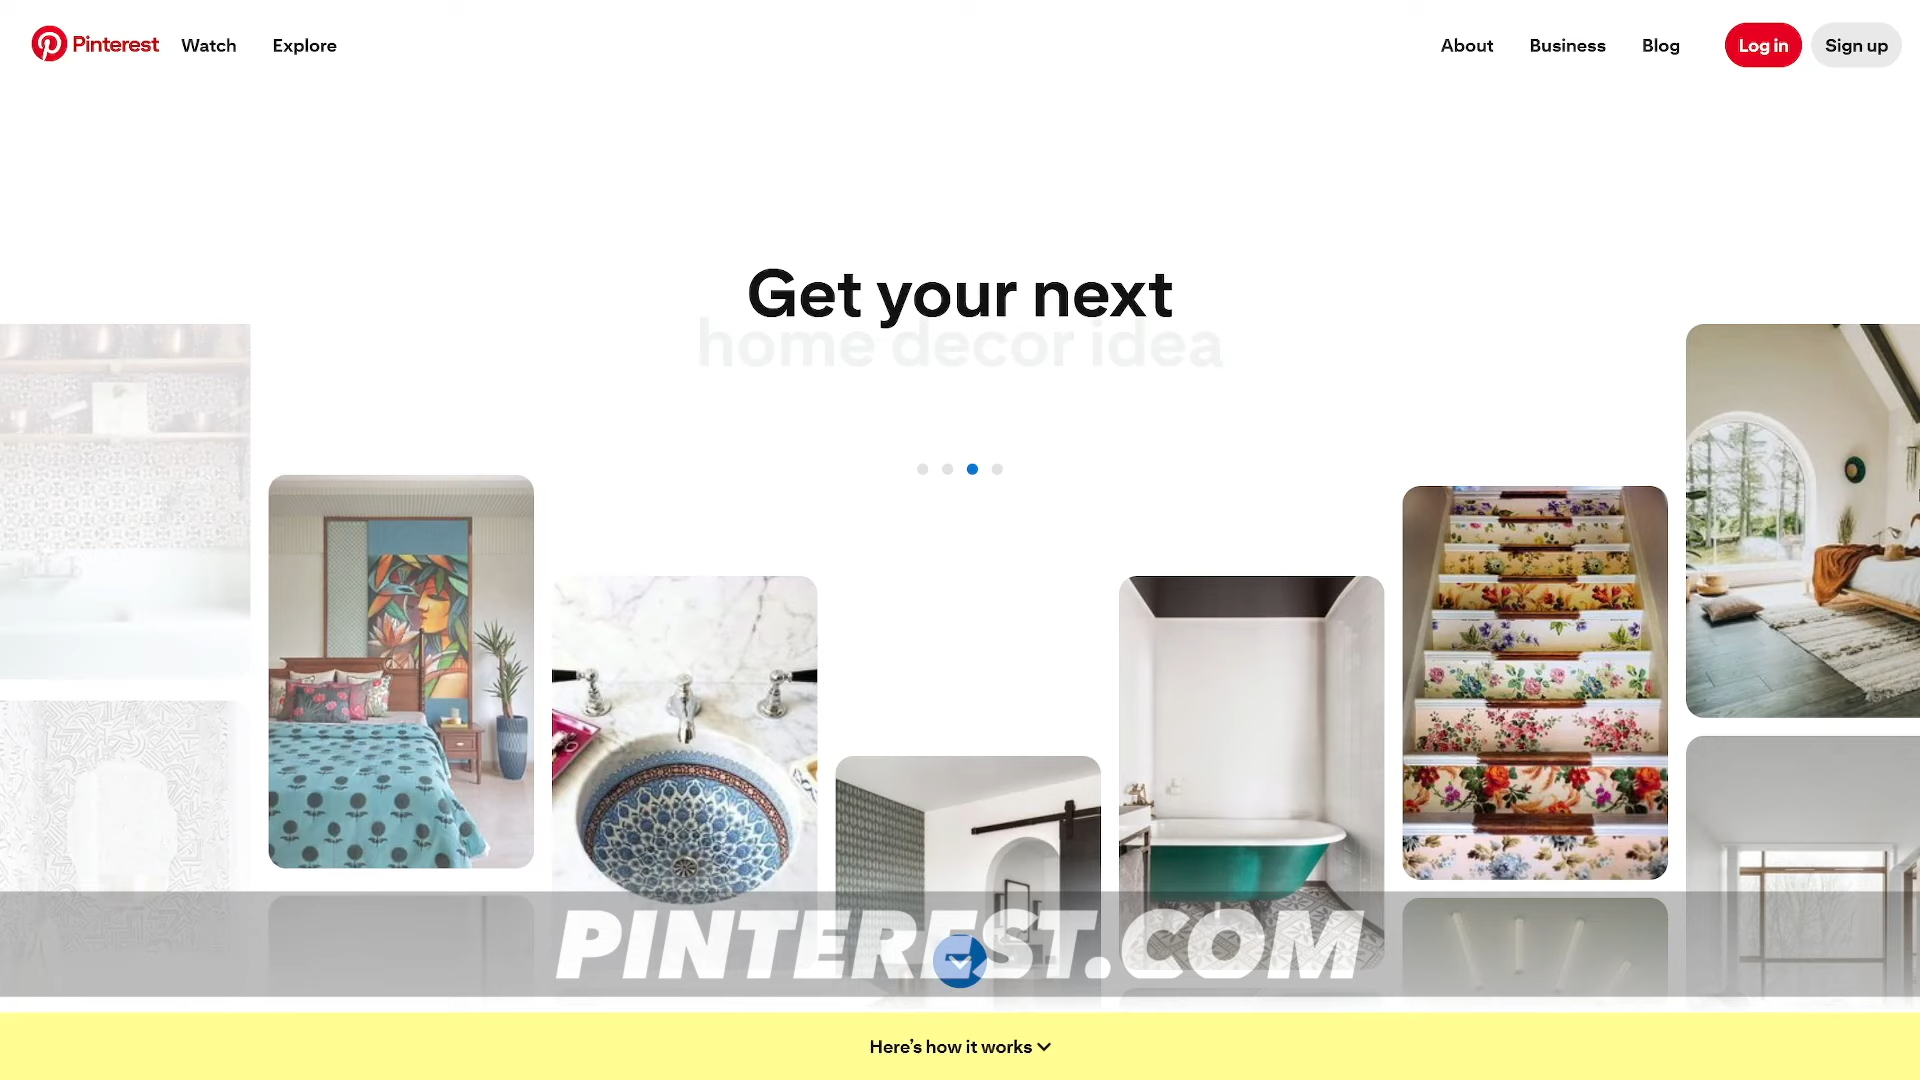 Pinterest
Watch
Explore
About
Business
Blog
Log in
Sign up
Get your next
home decor idea
PINTEREST.COM
Here's how it works